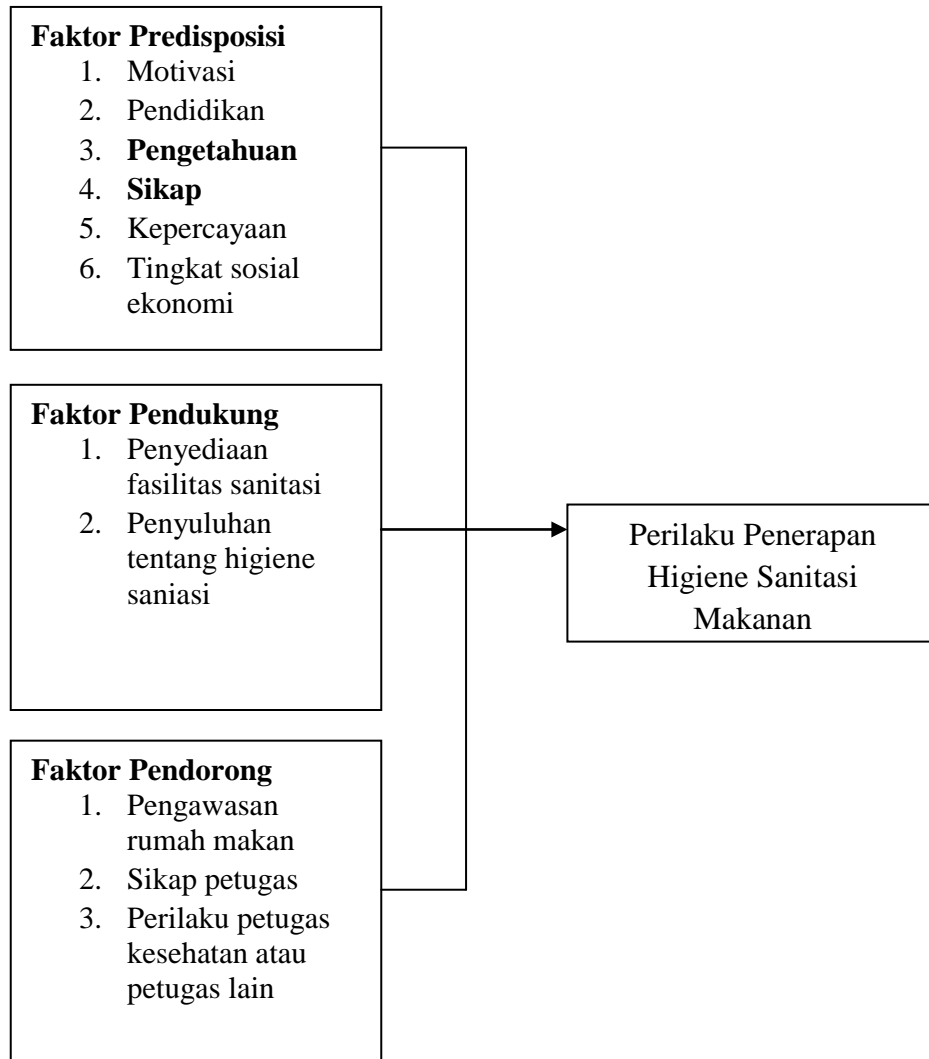 Faktor Predisposisi
1. Motivasi
2. Pendidikan
3. Pengetahuan
4. Sikap
5. Kepercayaan
6. Tingkat sosial
ekonomi
Faktor Pendukung
1. Penyediaan
fasilitas sanitasi
2. Penyuluhan
tentang higiene
saniasi
Faktor Pendorong
1. Pengawasan
rumah makan
2. Sikap petugas
3. Perilaku petugas
kesehatan atau
petugas lain
Perilaku Penerapan
Higiene Sanitasi
Makanan